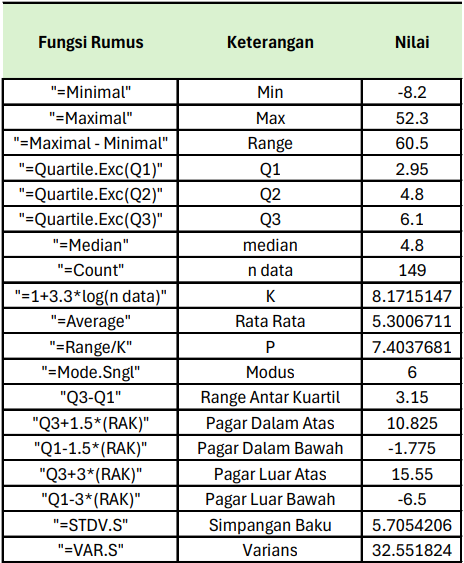 Fungsi Rumus Keterangan Nilai
"=Minimal" Min -8.2
"=Maximal" Max 52.3
"=Maximal - Minimal" Range 60.5
"=Quartile.Exc(Q1)" Q1 2.95
"=Quartile.Exc(Q2)" Q2 4.8
"=Quartile.Exc(Q3)" Q3 6.1
"=Median" median 4.8
"=Count" n data 149
"=1+3.3*log(n data)" K 8.1715147
"=Average" Rata Rata 5.3006711
"=Range/K" P 7.4037681
"=Mode.Sngl" Modus 6
"Q3-Q1" Range Antar Kuartil 3.15
"Q3+1.5*(RAK)" Pagar Dalam Atas 10.825
"Q1-1.5*(RAK)" Pagar Dalam Bawah -1.775
"Q3+3*(RAK)" Pagar Luar Atas 15.55
"Q1-3*(RAK)" Pagar Luar Bawah -6.5
"=STDV.S" Simpangan Baku 5.7054206
"=VAR.S" Varians 32.551824